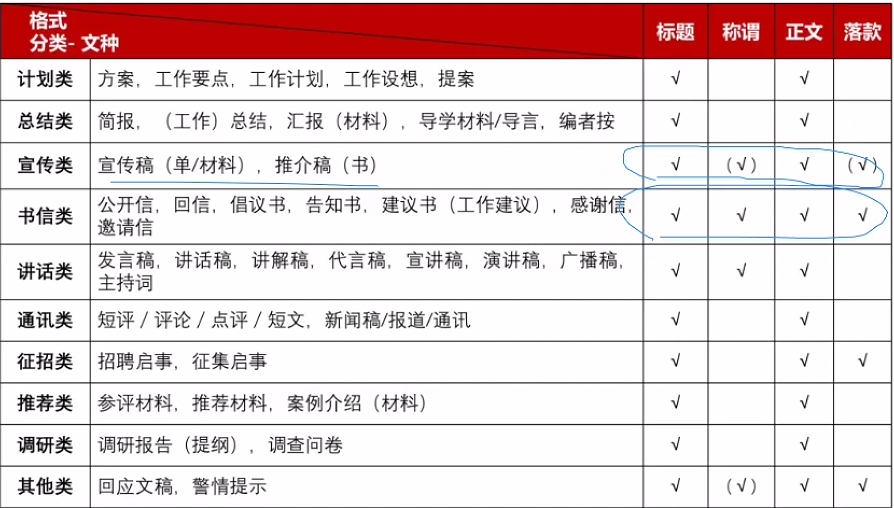 格式
分类- 文种 标题 称谓 正文 落款
计划类 方案，工作要点，工作计划，工作设想，提案 √ √
总结类 简报，（工作）总结，汇报（材料），导学材料/导言，编者按 √ √
宣传类 宣传稿（单/材料），推介稿（书） √ （√） √ （√）
书信类 公开信，回信，倡议书，告知书，建议书（工作建议），感谢信， √ √ √ √
邀请信
讲话类 发言稿，讲话稿，讲解稿，代言稿，宣讲稿，演讲稿，广播稿， √ √ √
主持词
通讯类 短评／评论／点评／短文，新闻稿/报道/通讯 √ √
征招类 招聘启事，征集启事 √ √ √
推荐类 参评材料，推荐材料，案例介绍（材料） √ √
调研类 调研报告（提纲），调查问卷 √ √
其他类 回应文稿，警情提示 √ （√） √ √